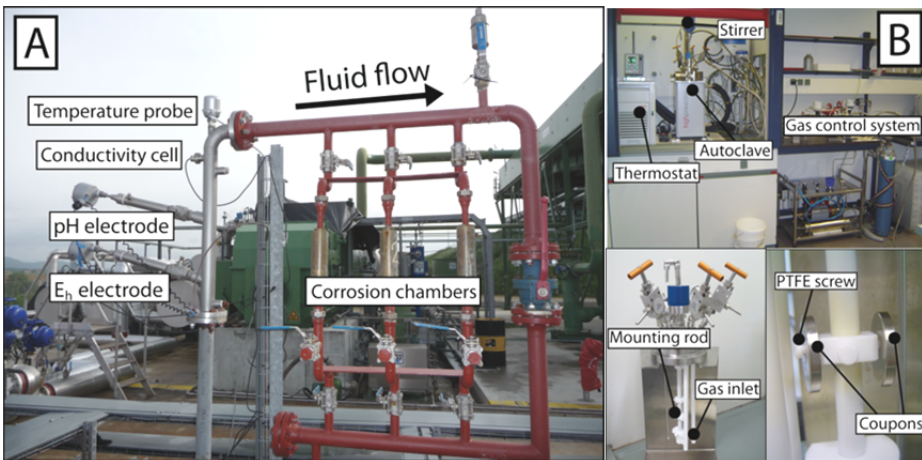 A
Fluid flow
Temperature probe
Conductivity cell
pH electrode
Eh electrode
Corrosion chambers
B
Stirrer
Gas control system
Autoclave
Thermostat
PTFE screw
Mounting rod
Gas inlet
Coupons